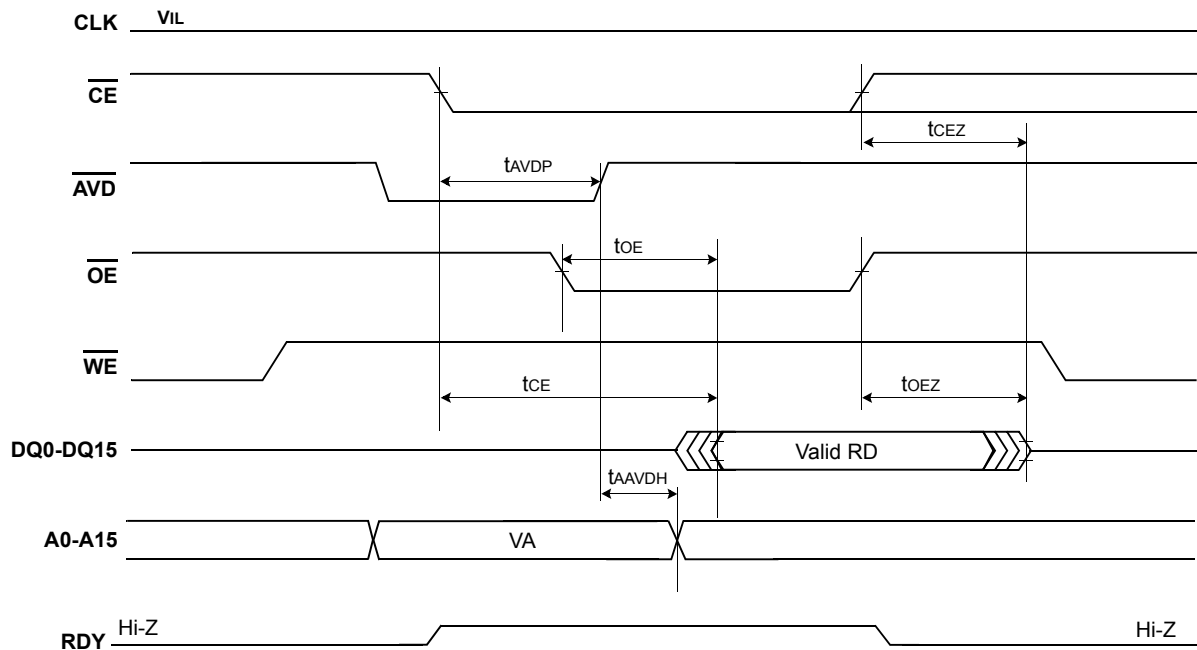 CLK VIL
CE
tCEZ
AVD
tAVDP
OE
tOE
WE
tCE
tOEZ
DQ0-DQ15
Valid RD
tAAVDH
A0-A15
VA
RDY Hi-Z
Hi-Z